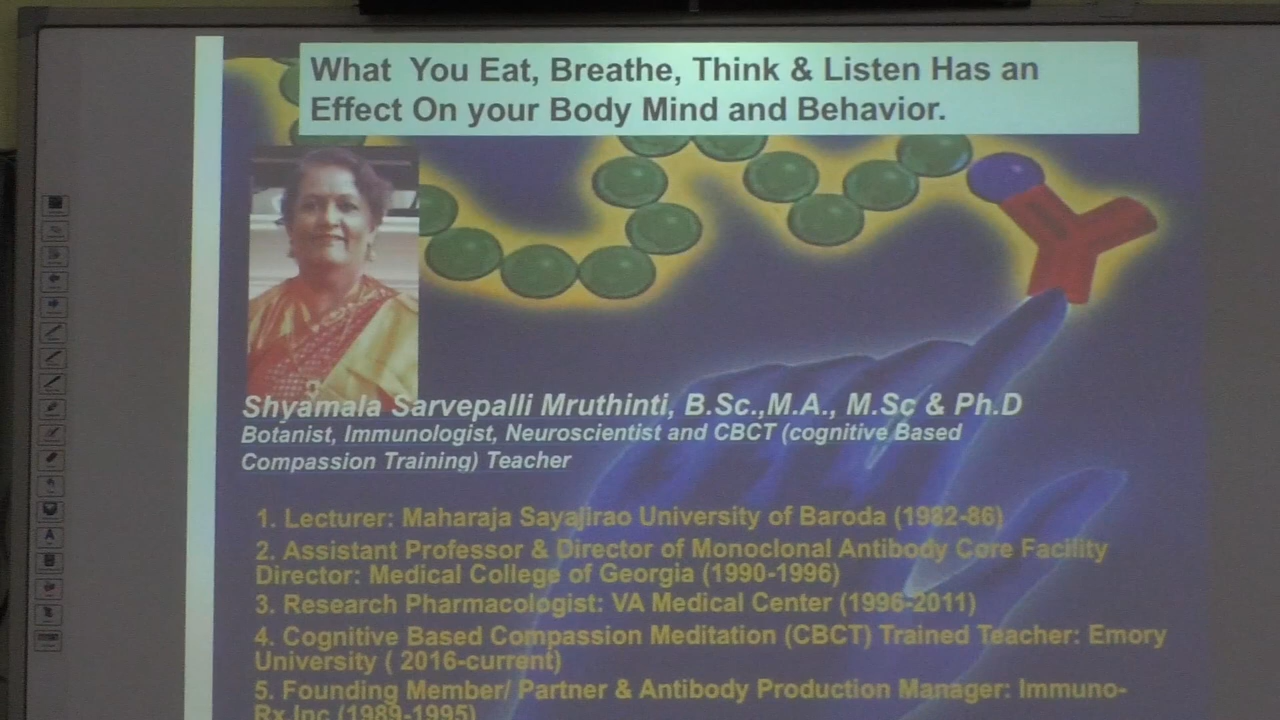 What You Eat, Breathe, Think & Listen Has an
Effect On your Body Mind and Behavior.
Shyamala Sarvepalli Mruthinti, B.Sc.,M.A., M.Sc & Ph.D
Botanist, Immunologist, Neuroscientist and CBCT (cognitive Based
Compassion Training) Teacher
1. Lecturer: Maharaja Sayajirao University of Baroda (1982-86)
2. Assistant Professor & Director of Monoclonal Antibody Core Facility
Director: Medical College of Georgia (1990-1996)
3. Research Pharmacologist: VA Medical Center (1996-2011)
4. Cognitive Based Compassion Meditation (CBCT) Trained Teacher: Emory
University ( 2016-current)
5. Founding Member/ Partner & Antibody Production Manager: Immuno-
Rx.Inc (1989-1995)